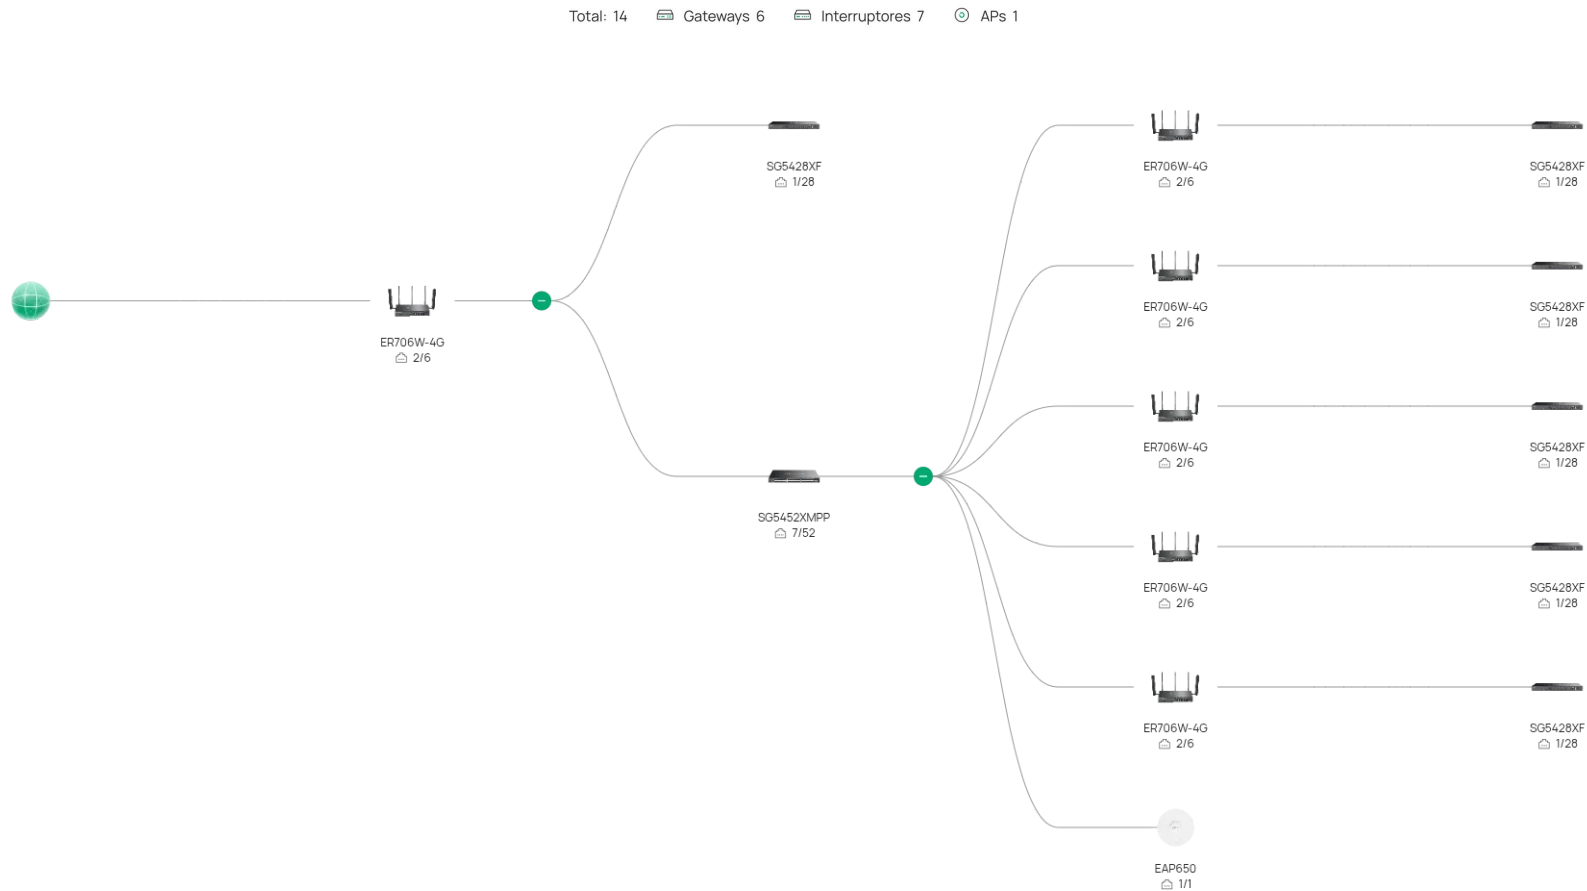 Total: 14 Gateways 6 Interruptores 7 APs 1
SG5428XF
1/28
ER706W-4G
2/6
SG5428XF
1/28
ER706W-4G
2/6
SG5428XF
1/28
ER706W-4G
2/6
ER706W-4G
2/6
SG5428XF
1/28
SG5452XMPP
7/52
ER706W-4G
2/6
SG5428XF
1/28
ER706W-4G
2/6
SG5428XF
1/28
EAP650
1/1